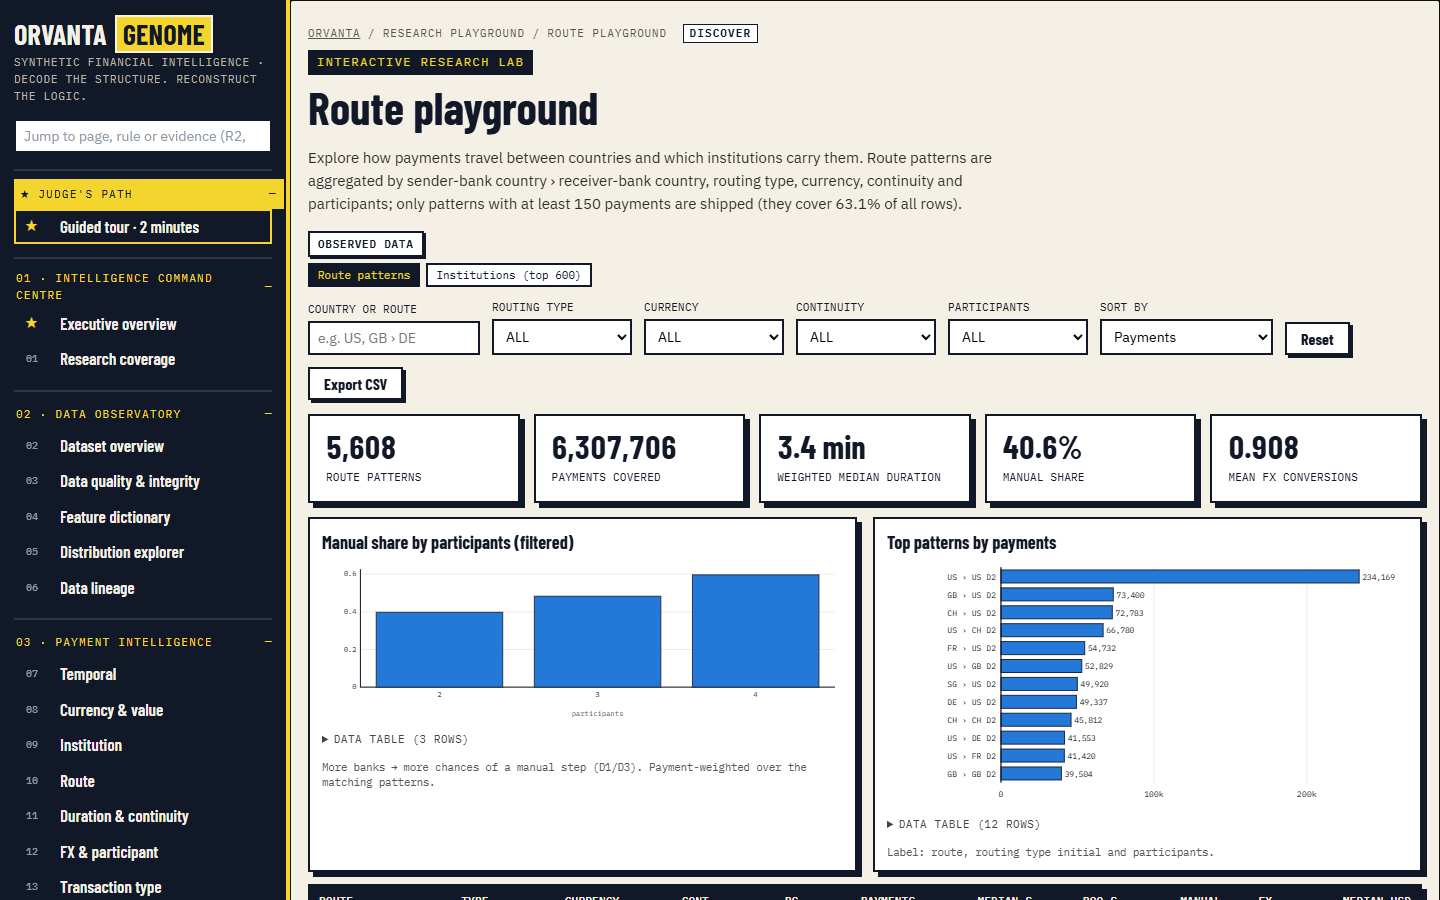 ORVANTA GENOME
SYNTHETIC FINANCIAL INTELLIGENCE ·
DECODE THE STRUCTURE. RECONSTRUCT
THE LOGIC.
Jump to page, rule or evidence (R2,
★ JUDGE'S PATH −
★ Guided tour · 2 minutes
01 · INTELLIGENCE COMMAND
CENTRE −
★ Executive overview
01 Research coverage
02 · DATA OBSERVATORY −
02 Dataset overview
03 Data quality & integrity
04 Feature dictionary
05 Distribution explorer
06 Data lineage
03 · PAYMENT INTELLIGENCE −
07 Temporal
08 Currency & value
09 Institution
10 Route
11 Duration & continuity
12 FX & participant
13 Transaction type
ORVANTA / RESEARCH PLAYGROUND / ROUTE PLAYGROUND DISCOVER
INTERACTIVE RESEARCH LAB
Route playground
Explore how payments travel between countries and which institutions carry them. Route patterns are
aggregated by sender-bank country › receiver-bank country, routing type, currency, continuity and
participants; only patterns with at least 150 payments are shipped (they cover 63.1% of all rows).
OBSERVED DATA
Route patterns Institutions (top 600)
COUNTRY OR ROUTE ROUTING TYPE CURRENCY CONTINUITY PARTICIPANTS SORT BY
e.g. US, GB › DE ALL ALL ALL ALL Payments Reset
Export CSV
5,608 6,307,706 3.4 min 40.6% 0.908
ROUTE PATTERNS PAYMENTS COVERED WEIGHTED MEDIAN DURATION MANUAL SHARE MEAN FX CONVERSIONS
Manual share by participants (filtered)
0.6
0.4
0.2
0
2 3 4
participants
▶ DATA TABLE (3 ROWS)
More banks → more chances of a manual step (D1/D3). Payment-weighted over the
matching patterns.
Top patterns by payments
US › US D2 234,169
GB › US D2 73,400
CH › US D2 72,783
US › CH D2 66,780
FR › US D2 54,732
US › GB D2 52,829
SG › US D2 49,920
DE › US D2 49,337
CH › CH D2 45,812
US › DE D2 41,553
US › FR D2 41,420
GB › GB D2 39,504
0 100k 200k
▶ DATA TABLE (12 ROWS)
Label: route, routing type initial and participants.